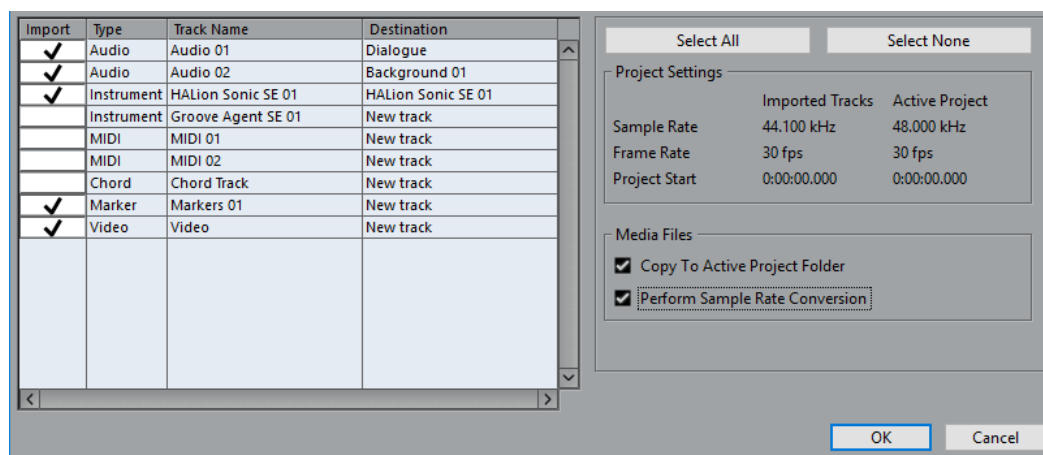 Import Type Track Name Destination
Audio Audio 01 Dialogue
Audio Audio 02 Background 01
Instrument HALion Sonic SE 01 HALion Sonic SE 01
Instrument Groove Agent SE 01 New track
MIDI MIDI 01 New track
MIDI MIDI 02 New track
Chord Chord Track New track
Marker Markers 01 New track
Video Video New track
Select All Select None
Project Settings
Imported Tracks Active Project
Sample Rate 44.100 kHz 48.000 kHz
Frame Rate 30 fps 30 fps
Project Start 0:00:00.000 0:00:00.000
Media Files
Copy To Active Project Folder
Perform Sample Rate Conversion
OK Cancel